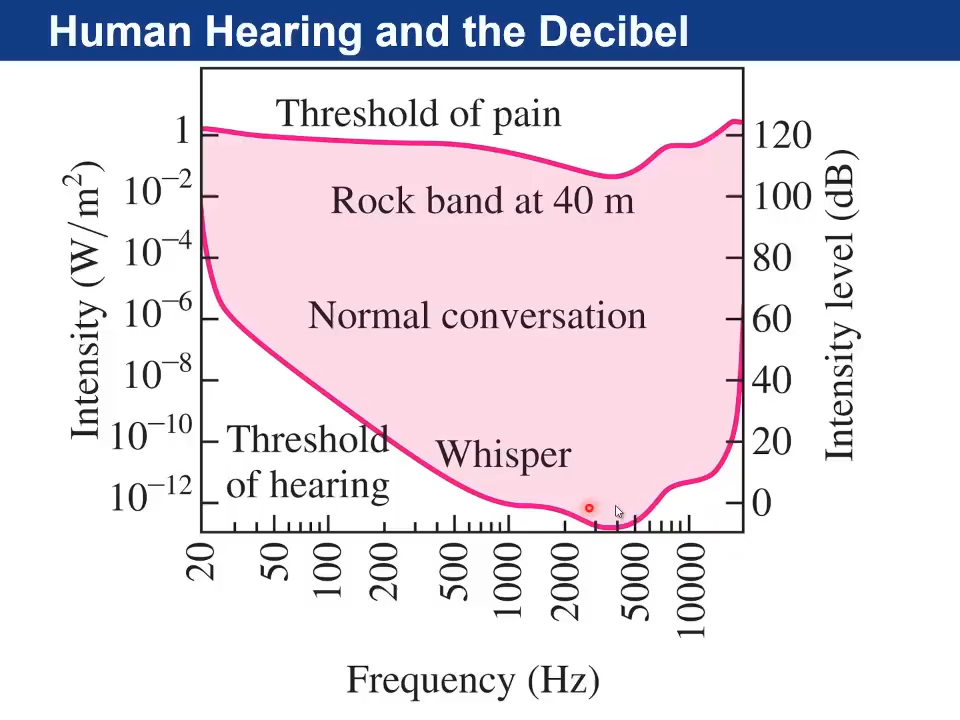 Human Hearing and the Decibel
Threshold of pain
Rock band at 40 m
Normal conversation
Whisper
Threshold
of hearing
Intensity (W/m²)
1
10⁻²
10⁻⁴
10⁻⁶
10⁻⁸
10⁻¹⁰
10⁻¹²
120
100
80
60
40
20
0
Intensity level (dB)
20
50
100
200
500
1000
2000
5000
10000
Frequency (Hz)